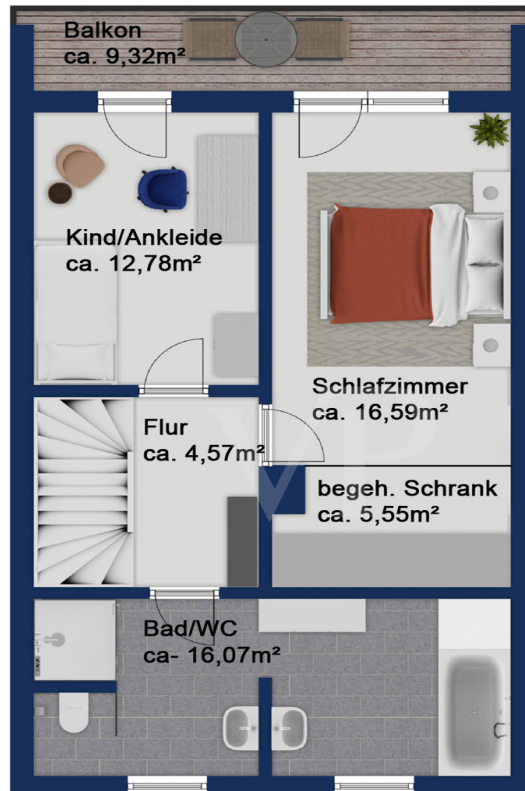 Balkon
ca. 9,32m²
Kind/Ankleide
ca. 12,78m²
Schlafzimmer
ca. 16,59m²
Flur
ca. 4,57m²
begeh. Schrank
ca. 5,55m²
Bad/WC
ca- 16,07m²